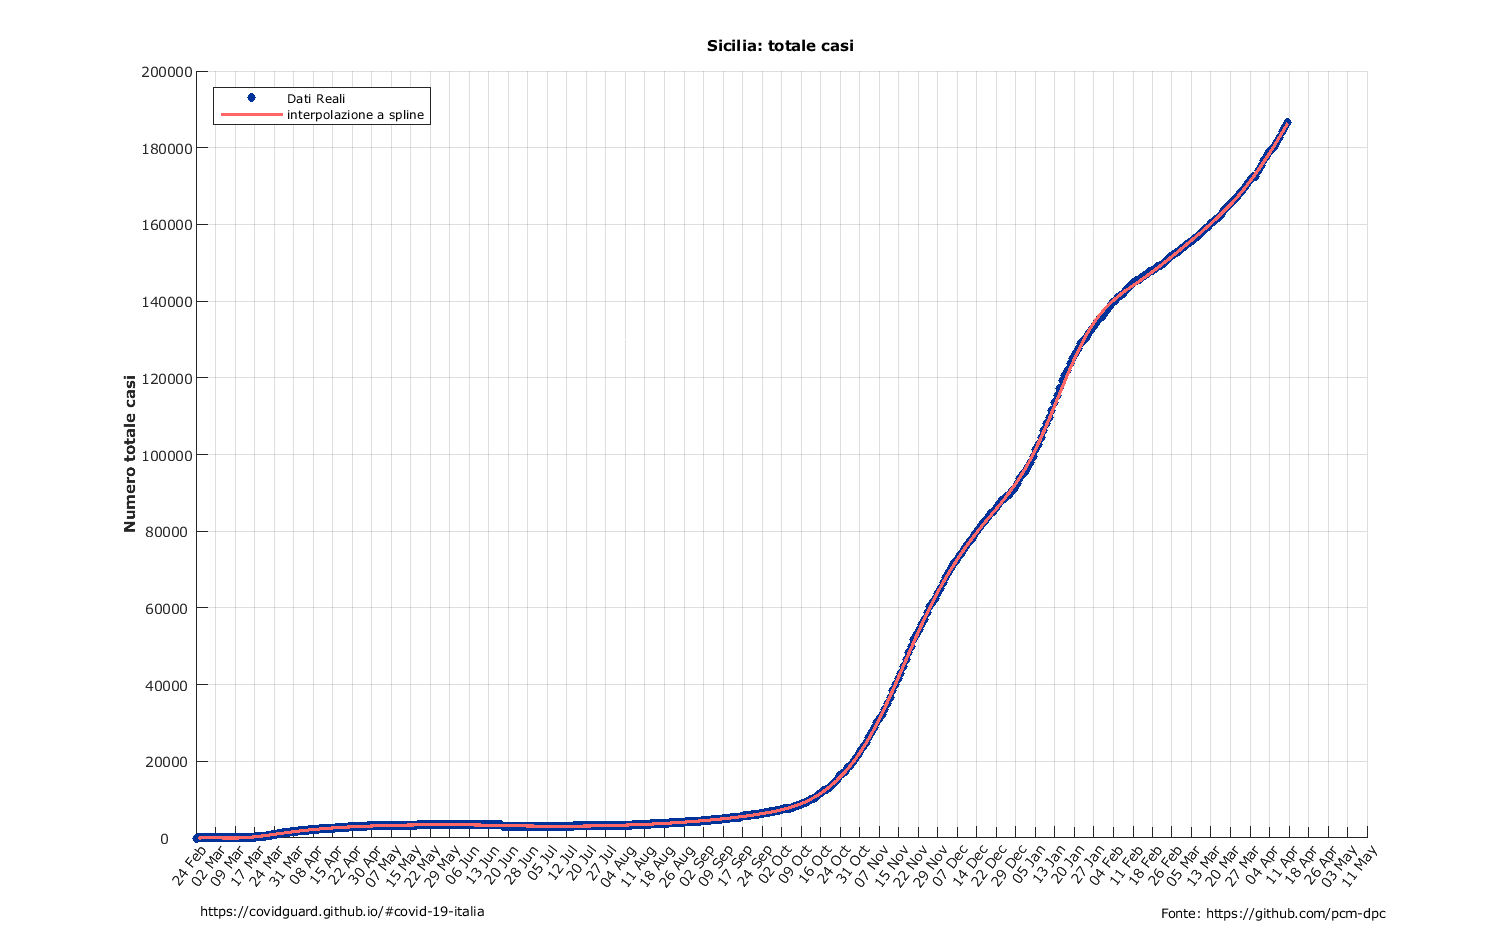 Sicilia: totale casi
Dati Reali
interpolazione a spline
Numero totale casi
200000
180000
160000
140000
120000
100000
80000
60000
40000
20000
0
24 Feb
02 Mar
09 Mar
17 Mar
24 Mar
31 Mar
08 Apr
15 Apr
22 Apr
30 Apr
07 May
15 May
22 May
29 May
06 Jun
13 Jun
20 Jun
28 Jun
05 Jul
12 Jul
20 Jul
27 Jul
04 Aug
11 Aug
18 Aug
26 Aug
02 Sep
09 Sep
17 Sep
24 Sep
02 Oct
09 Oct
16 Oct
24 Oct
31 Oct
07 Nov
15 Nov
22 Nov
29 Nov
07 Dec
14 Dec
22 Dec
29 Dec
05 Jan
13 Jan
20 Jan
27 Jan
04 Feb
11 Feb
18 Feb
26 Feb
05 Mar
13 Mar
20 Mar
27 Mar
04 Apr
11 Apr
18 Apr
26 Apr
03 May
11 May
https://covidguard.github.io/#covid-19-italia
Fonte: https://github.com/pcm-dpc